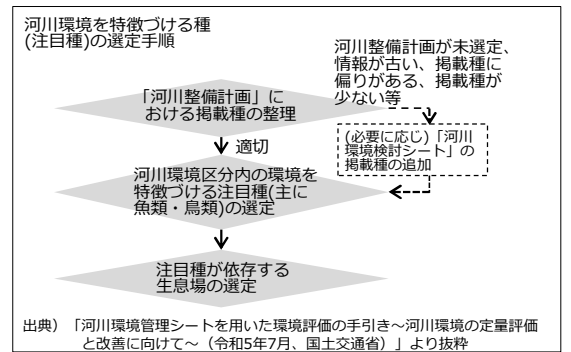 河川環境を特徴づける種
(注目種)の選定手順
河川整備計画が未選定、
情報が古い、掲載種に
偏りがある、掲載種が
少ない等
「河川整備計画」に
おける掲載種の整理
適切
(必要に応じ)「河川
環境検討シート」の
掲載種の追加
河川環境区分内の環境を
特徴づける注目種(主に
魚類・鳥類)の選定
注目種が依存する
生息場の選定
出典）「河川環境管理シートを用いた環境評価の手引き～河川環境の定量評価
と改善に向けて～（令和5年7月、国土交通省）」より抜粋